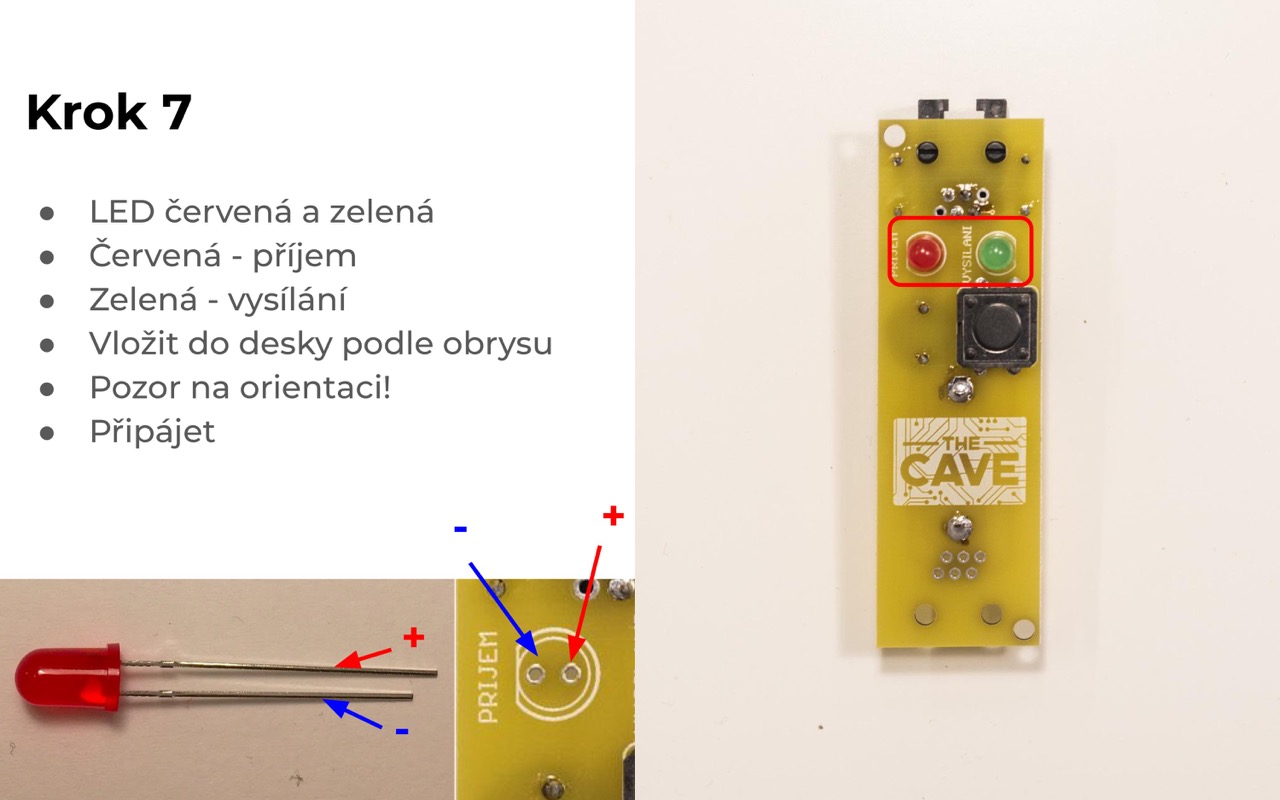 Krok 7
● LED červená a zelená
● Červená - příjem
● Zelená - vysílání
● Vložit do desky podle obrysu
● Pozor na orientaci!
● Připájet
- +
+
-
PRIJEM
PRIJEM
VYSILANI
THE
CAVE